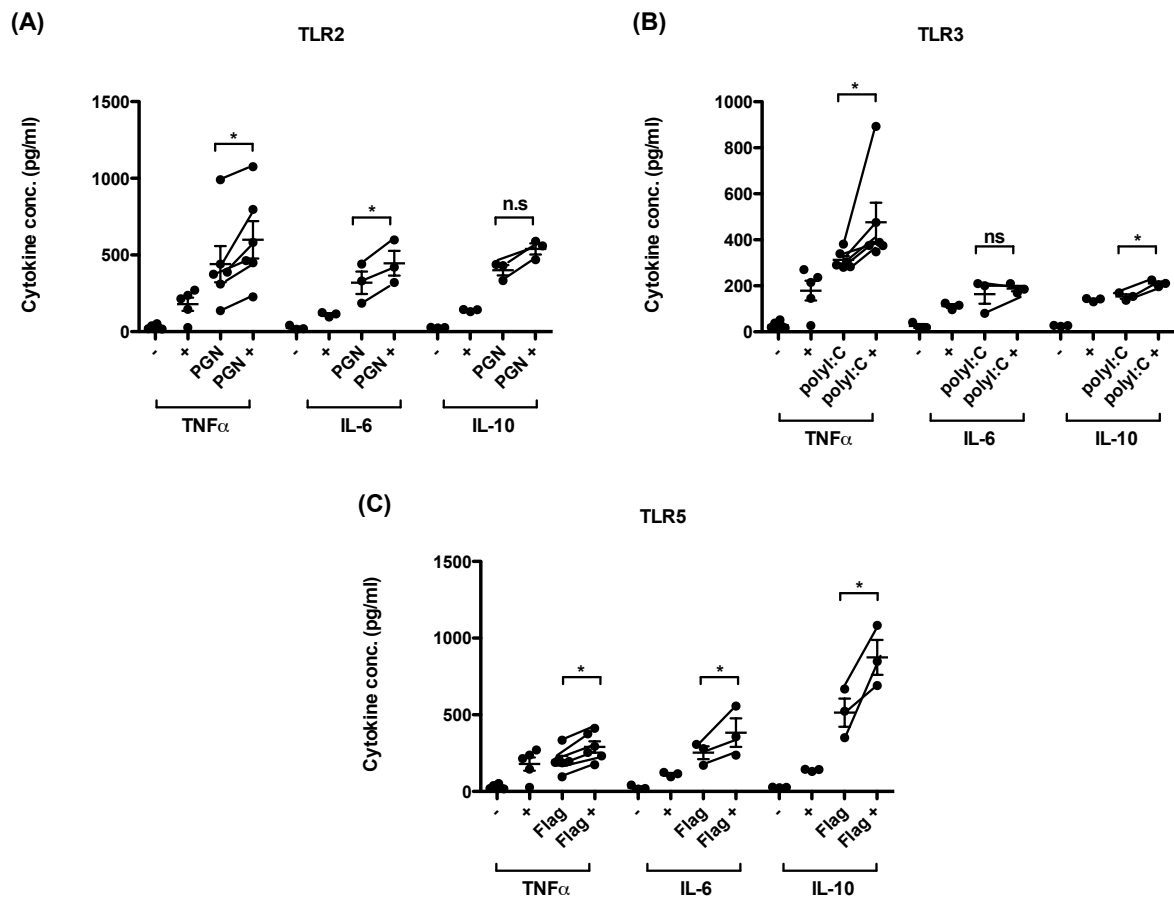 (A)
TLR2
Cytokine conc. (pg/ml)
1500
1000
500
0
*
*
n.s
- + PGN PGN + - + PGN PGN + - + PGN PGN +
TNFα IL-6 IL-10
(B)
TLR3
Cytokine conc. (pg/ml)
1000
800
600
400
200
0
*
ns
*
- + polyI:C polyI:C + - + polyI:C polyI:C + - + polyI:C polyI:C +
TNFα IL-6 IL-10
(C)
TLR5
Cytokine conc. (pg/ml)
1500
1000
500
0
*
*
*
- + Flag Flag + - + Flag Flag + - + Flag Flag +
TNFα IL-6 IL-10